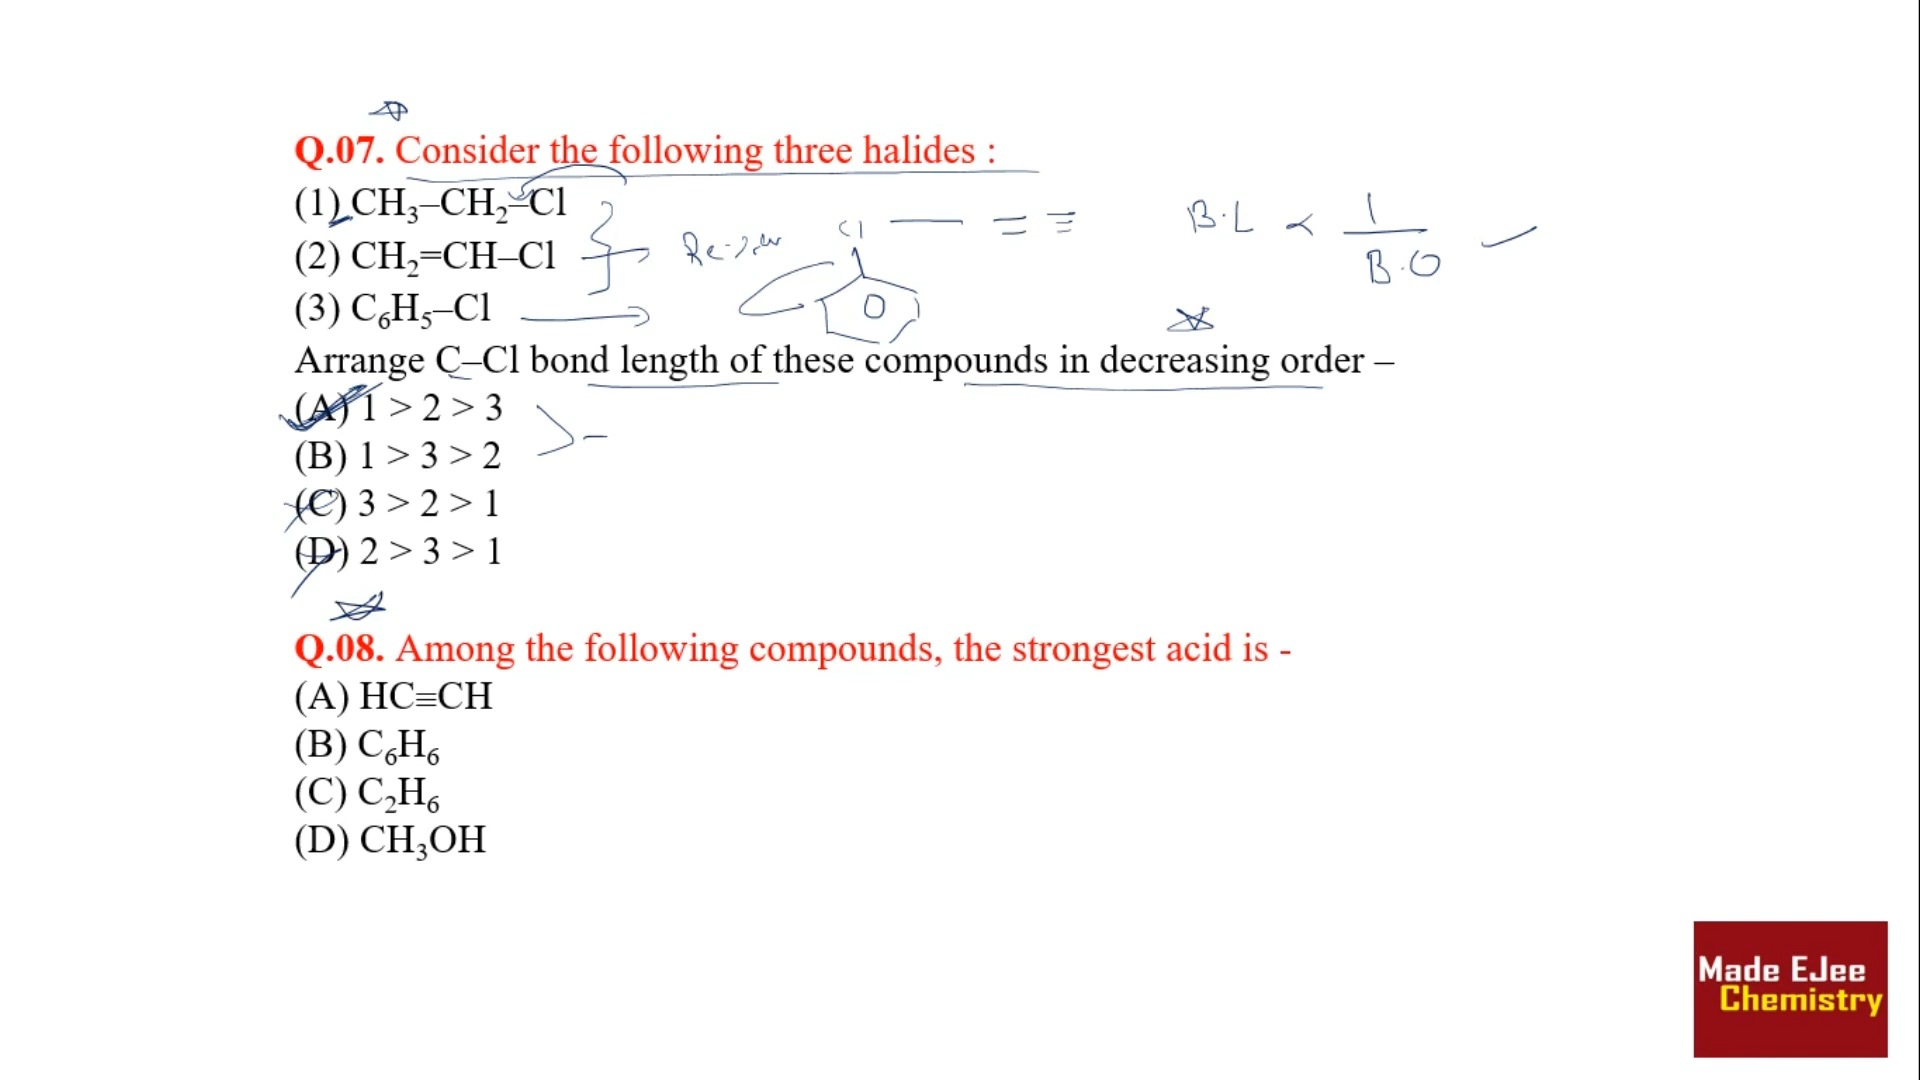 Q.07. Consider the following three halides :
(1) CH₃–CH₂–Cl
(2) CH₂=CH–Cl
(3) C₆H₅–Cl
Cl
B.L ∝ 1/B.O
Arrange C–Cl bond length of these compounds in decreasing order –
(A) 1 > 2 > 3
(B) 1 > 3 > 2
(C) 3 > 2 > 1
(D) 2 > 3 > 1
Q.08. Among the following compounds, the strongest acid is -
(A) HC≡CH
(B) C₆H₆
(C) C₂H₆
(D) CH₃OH
Made EJee
Chemistry